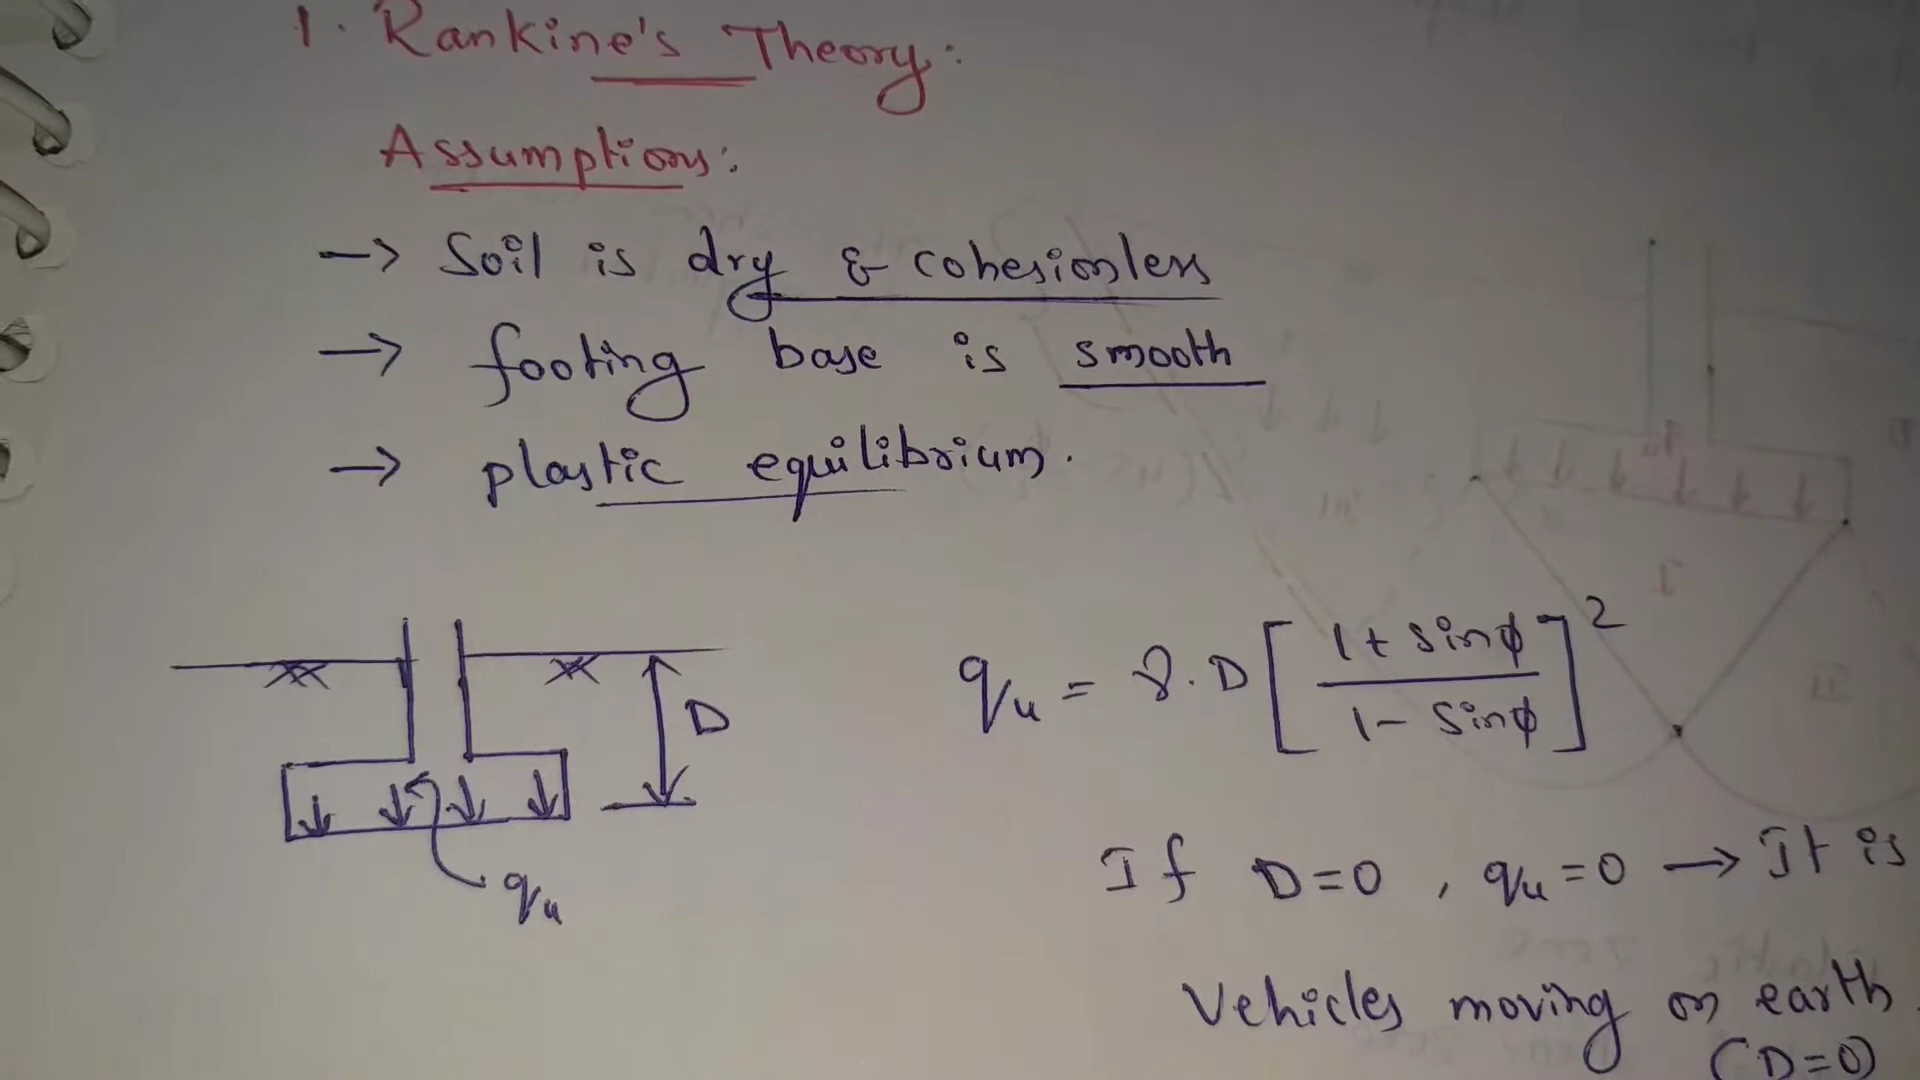 1. Rankine's Theory:
Assumptions:
→ Soil is dry & cohesionless
→ footing base is smooth
→ plastic equilibrium.
D
qu
qu = γ.D [ (1 + sinϕ) / (1 - sinϕ) ]²
If D=0 , qu=0 → It is
Vehicles moving on earth.
(D=0)